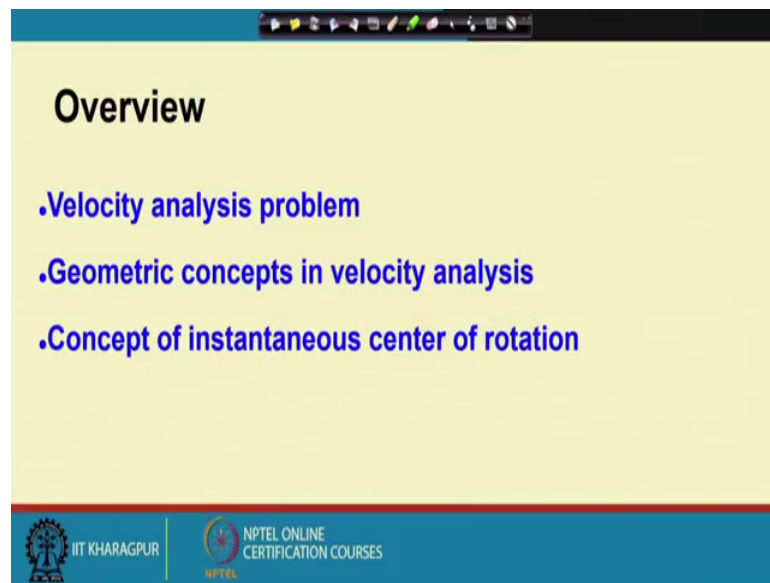 Overview
•Velocity analysis problem
•Geometric concepts in velocity analysis
•Concept of instantaneous center of rotation
IIT KHARAGPUR
NPTEL
NPTEL ONLINE
CERTIFICATION COURSES